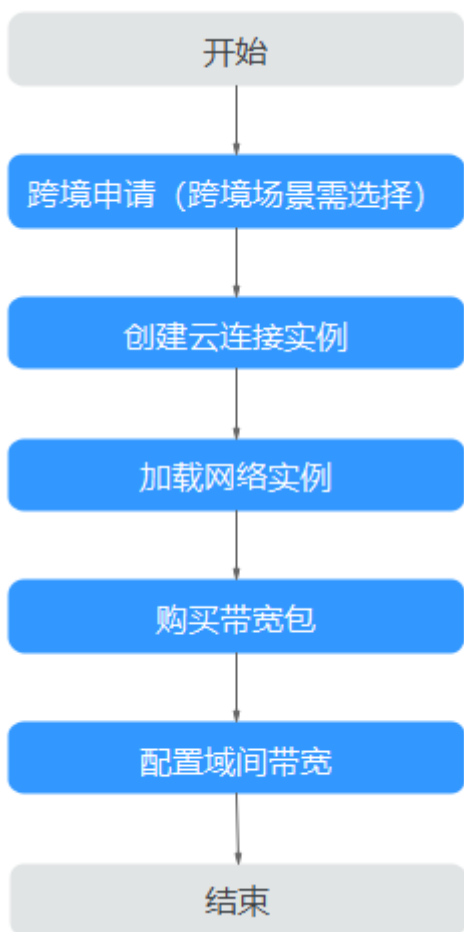 开始
跨境申请（跨境场景需选择）
创建云连接实例
加载网络实例
购买带宽包
配置域间带宽
结束